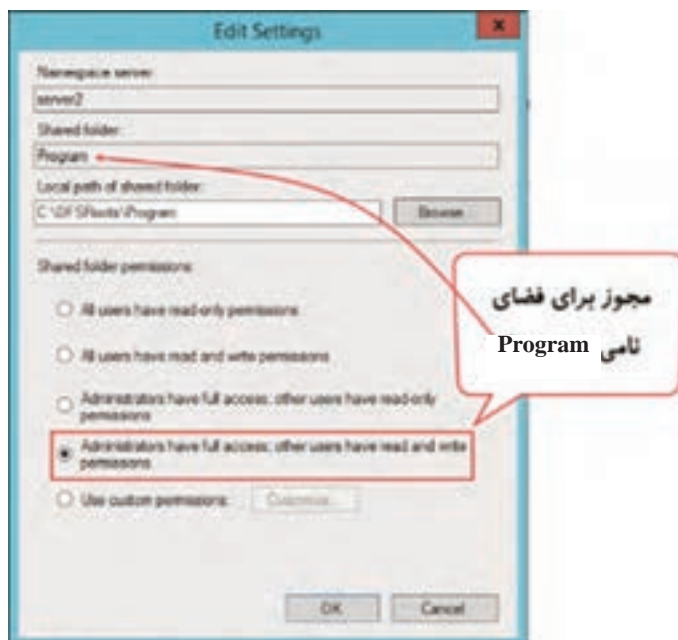 Edit Settings
Namespace server:
server2
Shared folder:
Program
Local path of shared folder:
C:\DFSRoots\Program
Browse...
Shared folder permissions:
All users have read-only permissions
All users have read and write permissions
Administrators have full access; other users have read-only
permissions
Administrators have full access; other users have read and write
permissions
Use custom permissions:
Customize...
OK
Cancel
مجوز برای فضای
نامی Program